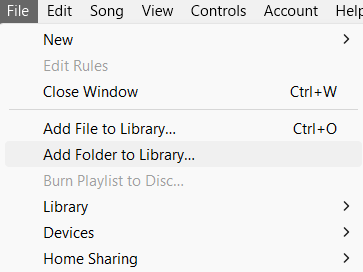 File Edit Song View Controls Account Help
New
Edit Rules
Close Window Ctrl+W
Add File to Library... Ctrl+O
Add Folder to Library...
Burn Playlist to Disc...
Library
Devices
Home Sharing